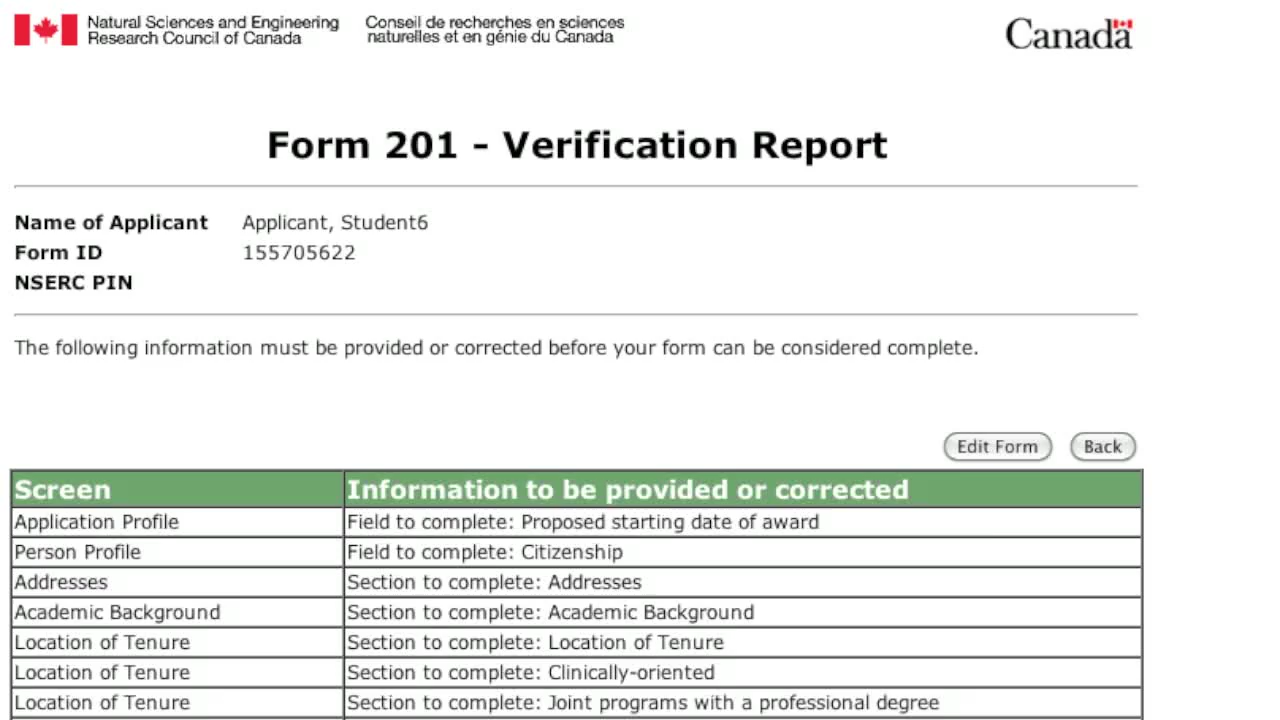 Natural Sciences and Engineering Conseil de recherches en sciences
Research Council of Canada naturelles et en génie du Canada
Canada
Form 201 - Verification Report
Name of Applicant Applicant, Student6
Form ID 155705622
NSERC PIN
The following information must be provided or corrected before your form can be considered complete.
Edit Form Back
Screen Information to be provided or corrected
Application Profile Field to complete: Proposed starting date of award
Person Profile Field to complete: Citizenship
Addresses Section to complete: Addresses
Academic Background Section to complete: Academic Background
Location of Tenure Section to complete: Location of Tenure
Location of Tenure Section to complete: Clinically-oriented
Location of Tenure Section to complete: Joint programs with a professional degree